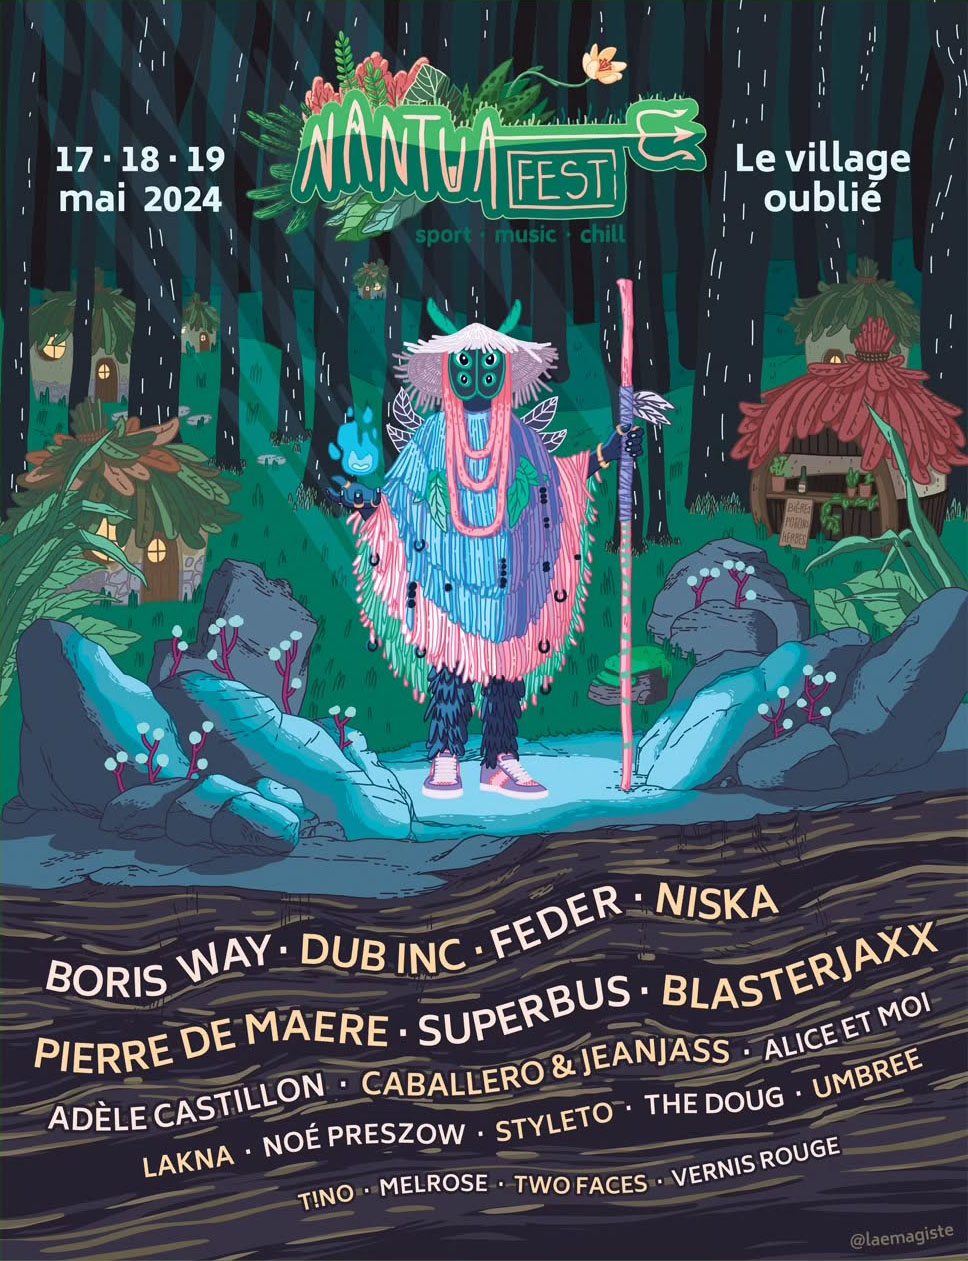 NANTUA
FEST
sport · music · chill
17 · 18 · 19
mai 2024
Le village
oublié
BIÈRES
POTIONS
HERBES
BORIS WAY · DUB INC · FEDER · NISKA
PIERRE DE MAERE · SUPERBUS · BLASTERJAXX
ADÈLE CASTILLON · CABALLERO & JEANJASS · ALICE ET MOI
LAKNA · NOÉ PRESZOW · STYLETO · THE DOUG · UMBREE
T!NO · MELROSE · TWO FACES · VERNIS ROUGE
@laemagiste